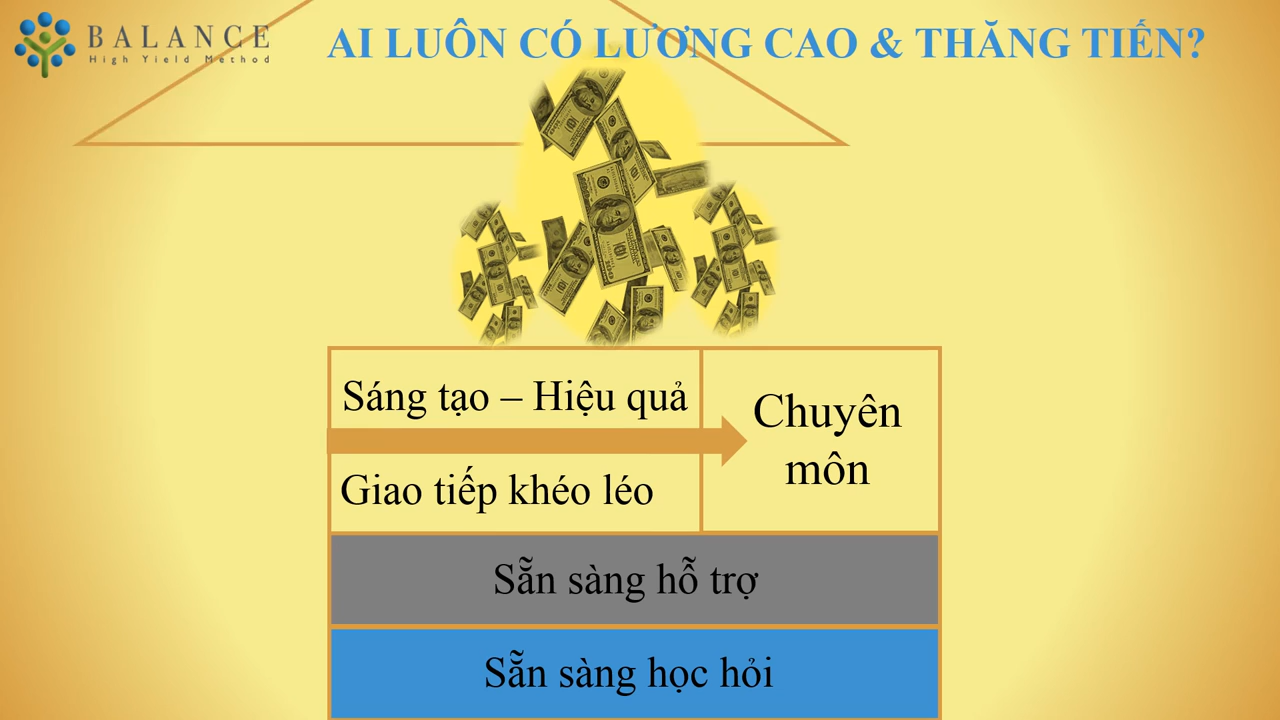 BALANCE
High Yield Method
AI LUÔN CÓ LƯƠNG CAO & THĂNG TIẾN?
Sáng tạo – Hiệu quả
Giao tiếp khéo léo
Chuyên
môn
Sẵn sàng hỗ trợ
Sẵn sàng học hỏi